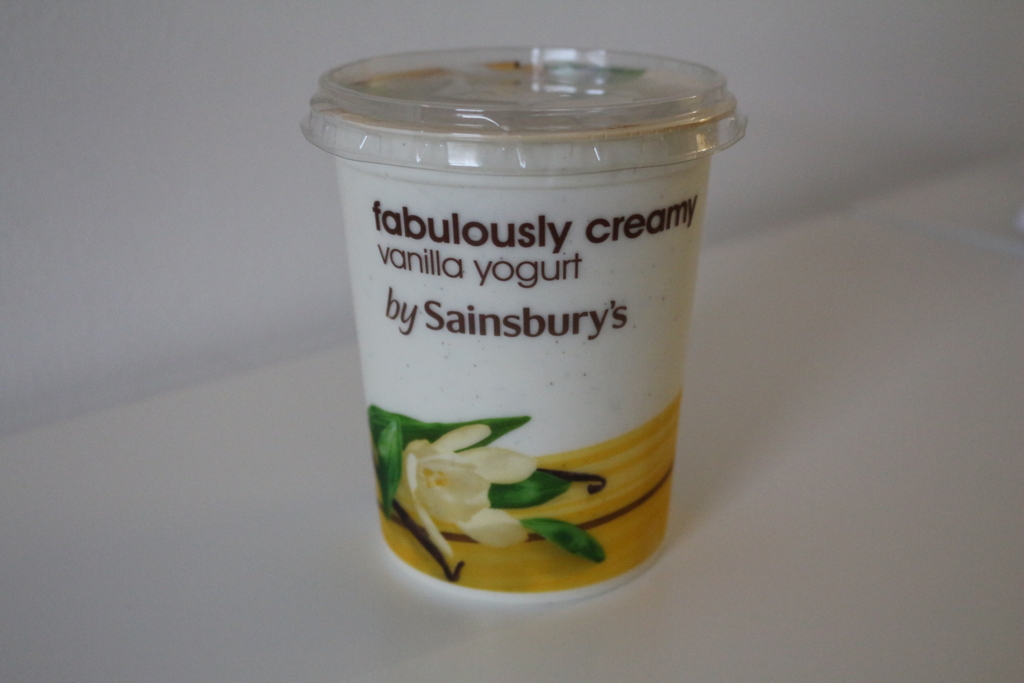 fabulously creamy
vanilla yogurt
by Sainsbury's